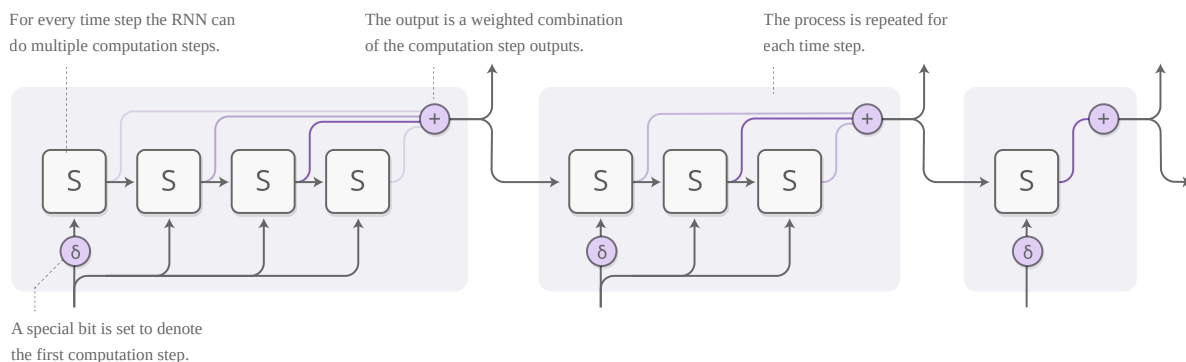 For every time step the RNN can
do multiple computation steps.
The output is a weighted combination
of the computation step outputs.
The process is repeated for
each time step.
+
+
+
S
S
S
S
S
S
S
S
δ
δ
δ
A special bit is set to denote
the first computation step.